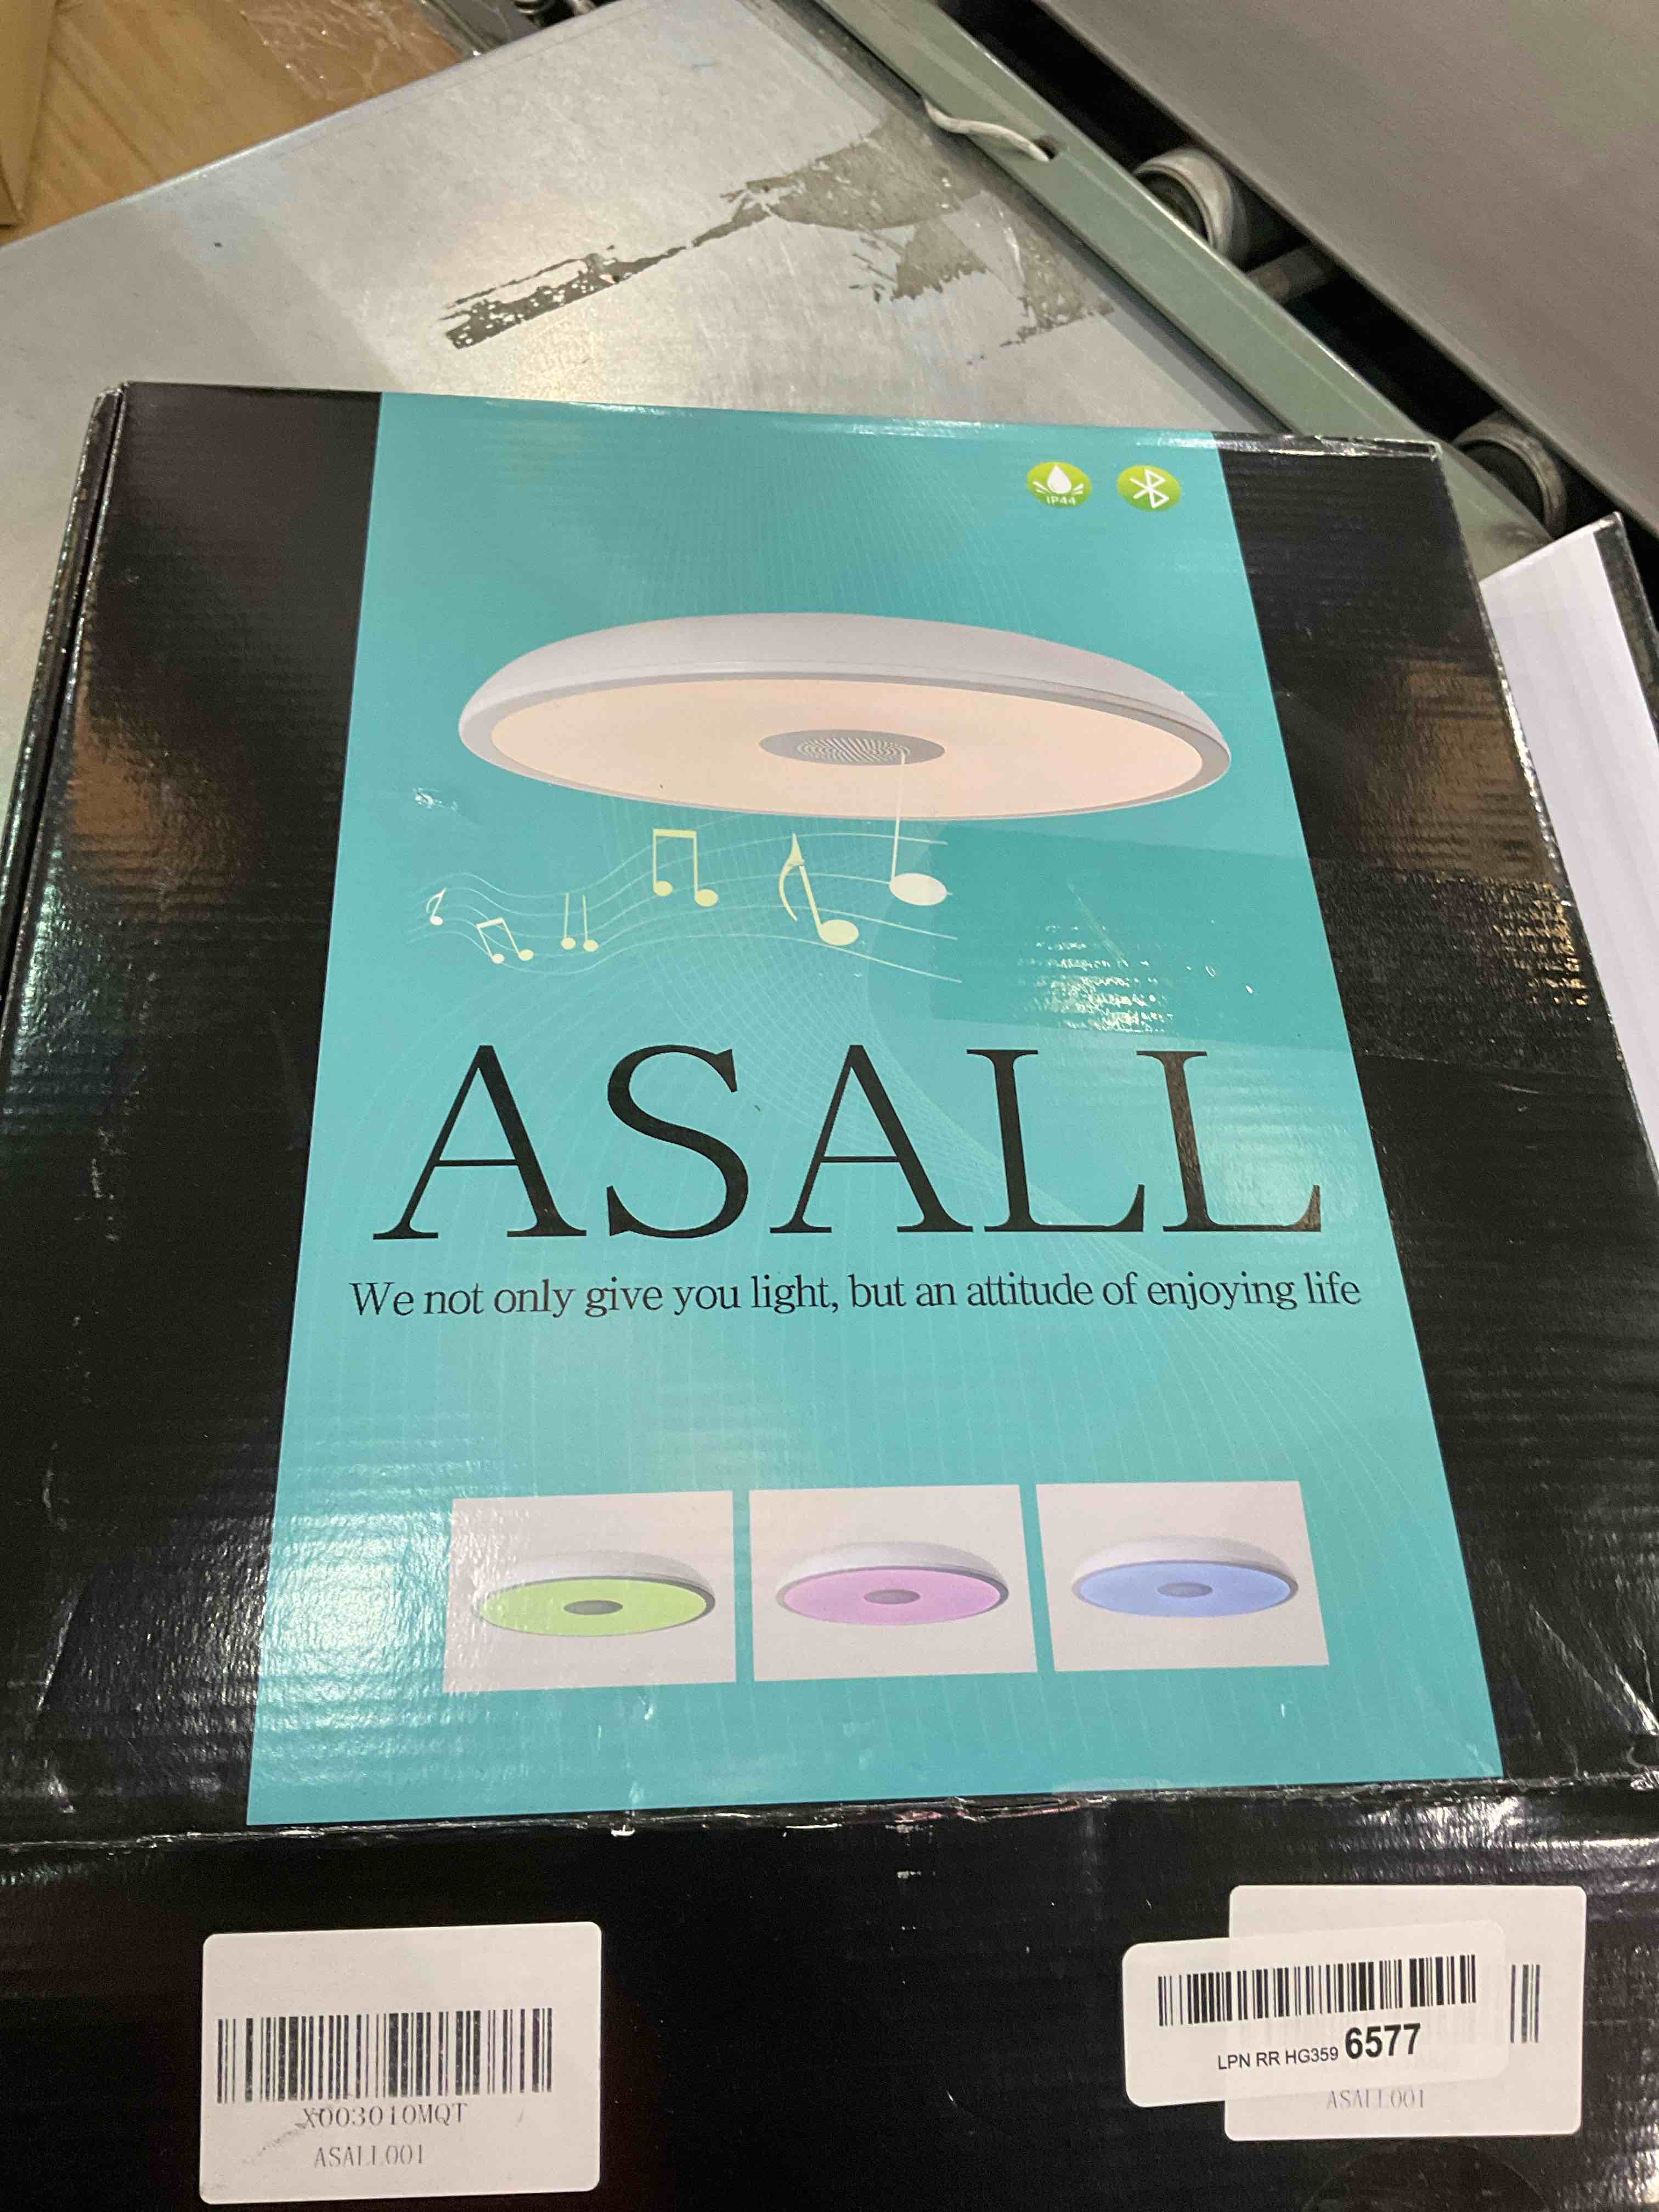 IP44
ASALL
We not only give you light, but an attitude of enjoying life
X003010MQT
ASALL001
LPN RR HG359 6577
ASALL001